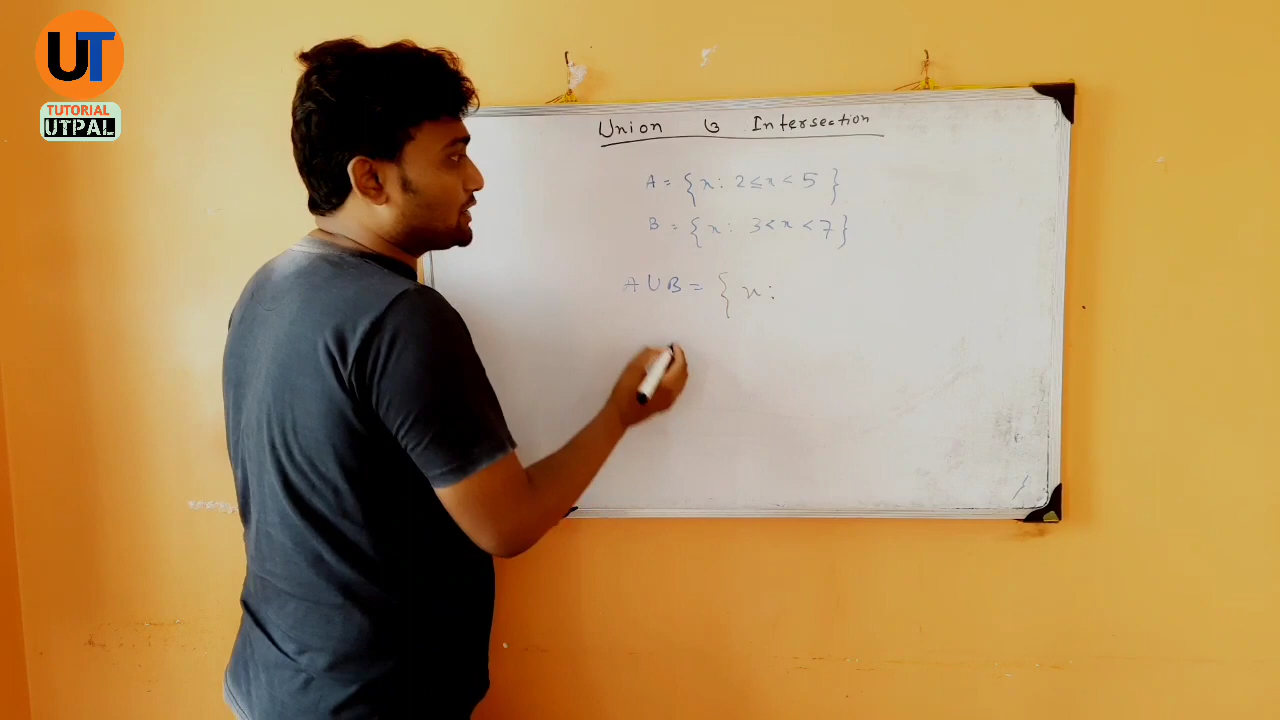 UT
TUTORIAL
UTPAL
Union ও Intersection
A = {x: 2 ≤ x < 5}
B = {x: 3 < x < 7}
A ∪ B = { x: